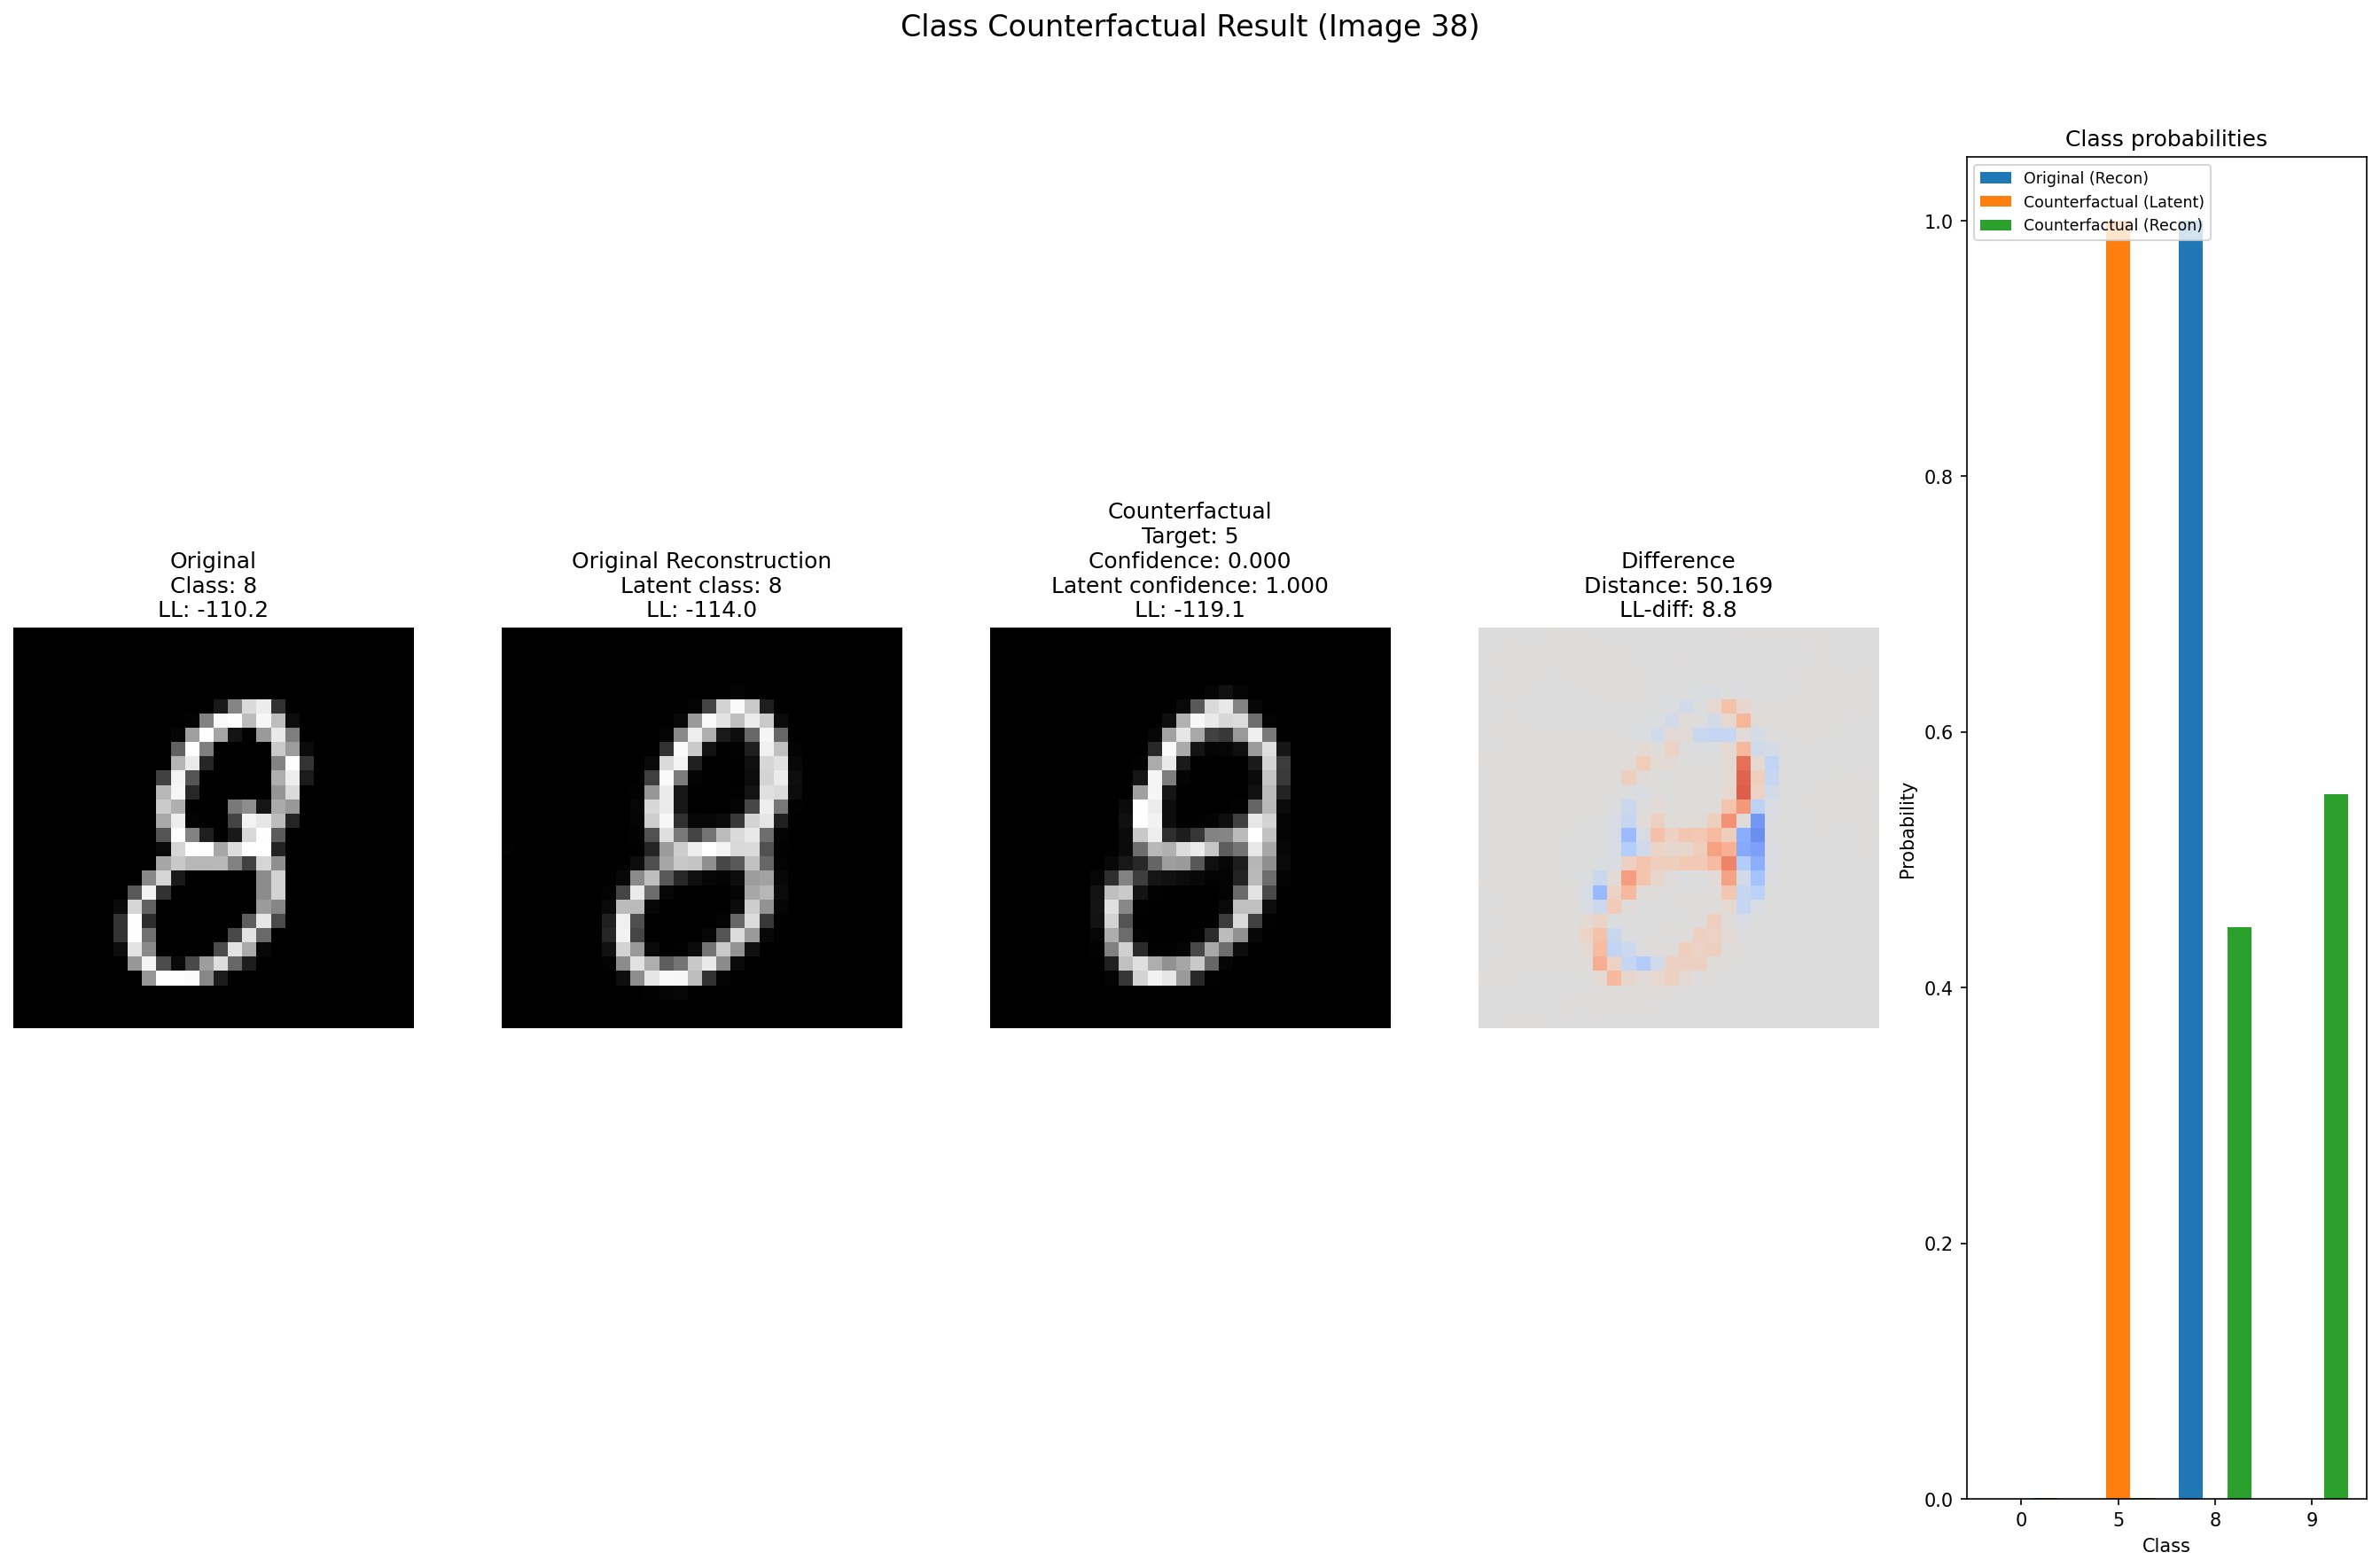 Class Counterfactual Result (Image 38)
Original
Class: 8
LL: -110.2
Original Reconstruction
Latent class: 8
LL: -114.0
Counterfactual
Target: 5
Confidence: 0.000
Latent confidence: 1.000
LL: -119.1
Difference
Distance: 50.169
LL-diff: 8.8
Class probabilities
Original (Recon)
Counterfactual (Latent)
Counterfactual (Recon)
Probability
1.0
0.8
0.6
0.4
0.2
0.0
0 5 8 9
Class